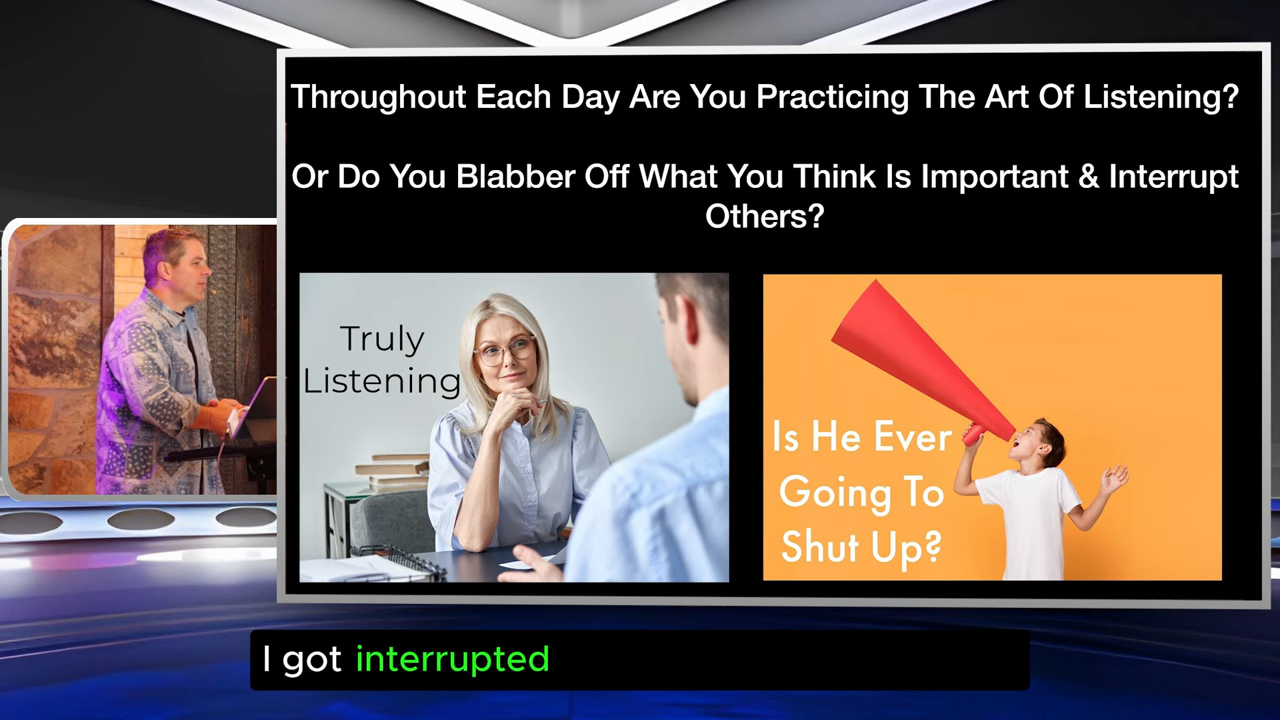 Throughout Each Day Are You Practicing The Art Of Listening?
Or Do You Blabber Off What You Think Is Important & Interrupt
Others?
Truly
Listening
Is He Ever
Going To
Shut Up?
I got interrupted